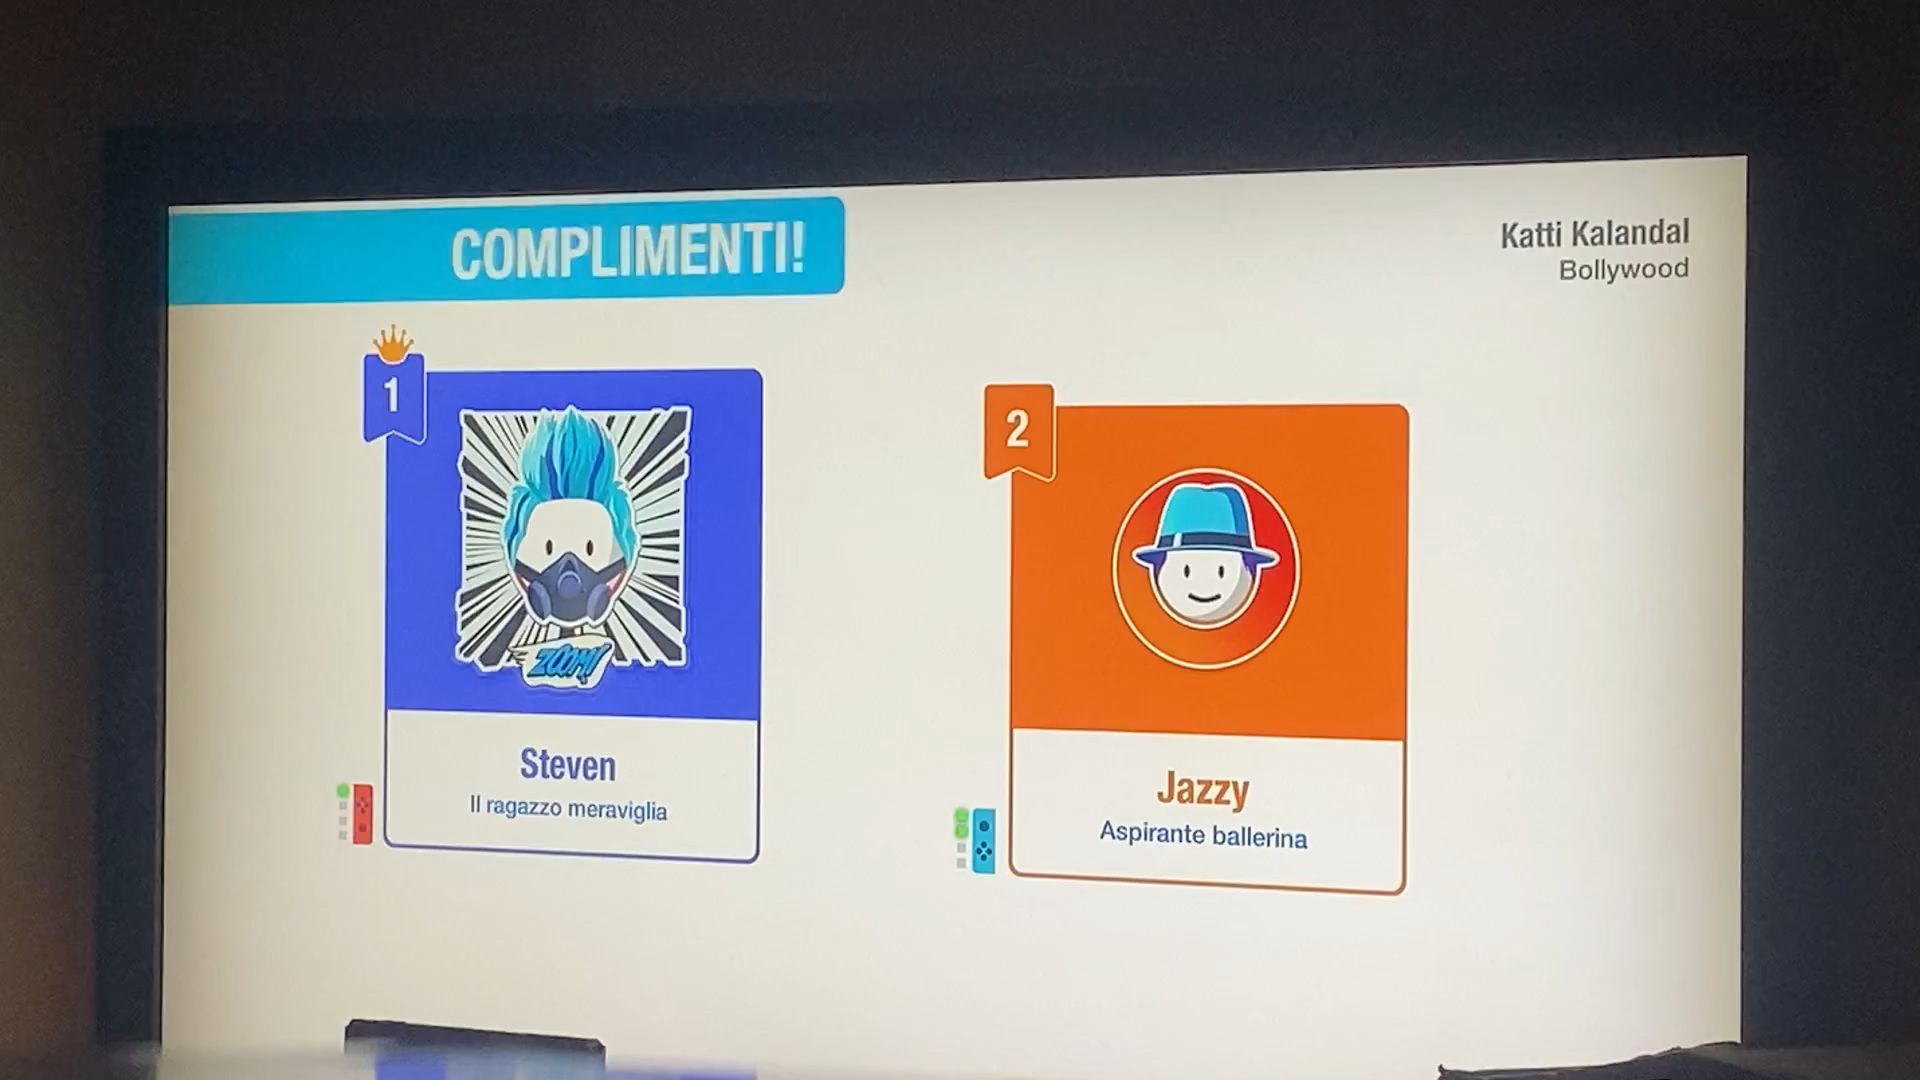 COMPLIMENTI!
Katti Kalandal
Bollywood
1
ZOOM!
Steven
Il ragazzo meraviglia
2
Jazzy
Aspirante ballerina